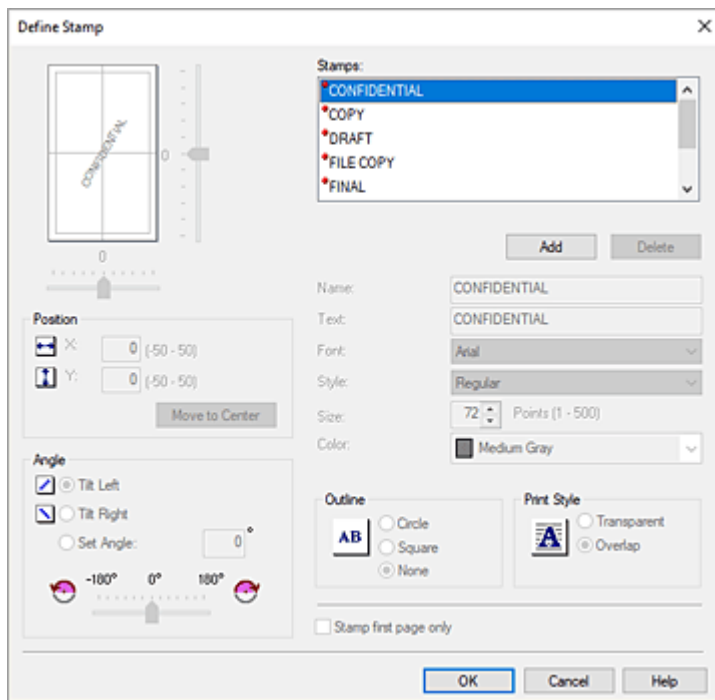 Define Stamp
CONFIDENTIAL
0
0
Position
X: 0 (-50 - 50)
Y: 0 (-50 - 50)
Move to Center
Angle
Tilt Left
Tilt Right
Set Angle: 0 °
-180° 0° 180°
Stamps:
CONFIDENTIAL
COPY
DRAFT
FILE COPY
FINAL
Add Delete
Name: CONFIDENTIAL
Text: CONFIDENTIAL
Font: Arial
Style: Regular
Size: 72 Points (1 - 500)
Color: Medium Gray
Outline
AB
Circle
Square
None
Print Style
A
Transparent
Overlap
Stamp first page only
OK Cancel Help